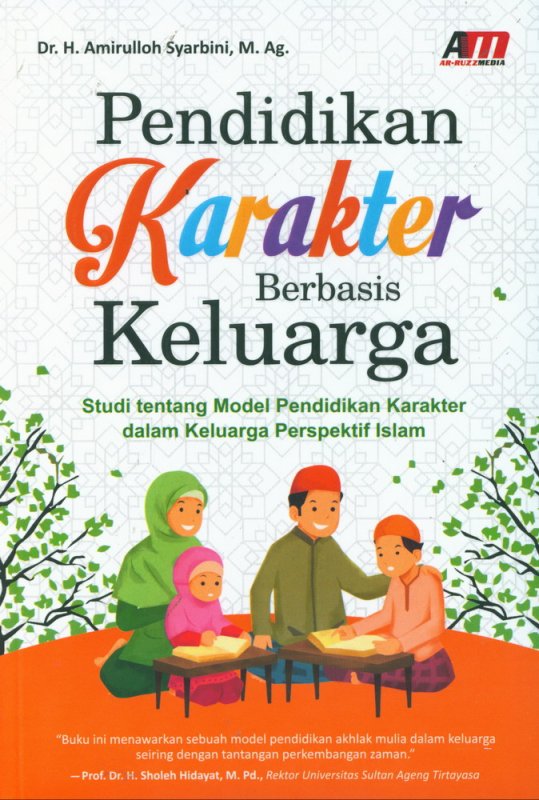 Dr. H. Amirulloh Syarbini, M. Ag.
AM
AR-RUZZMEDIA
Pendidikan
Karakter
Berbasis
Keluarga
Studi tentang Model Pendidikan Karakter
dalam Keluarga Perspektif Islam
“Buku ini menawarkan sebuah model pendidikan akhlak mulia dalam keluarga
seiring dengan tantangan perkembangan zaman.”
—Prof. Dr. H. Sholeh Hidayat, M. Pd., Rektor Universitas Sultan Ageng Tirtayasa